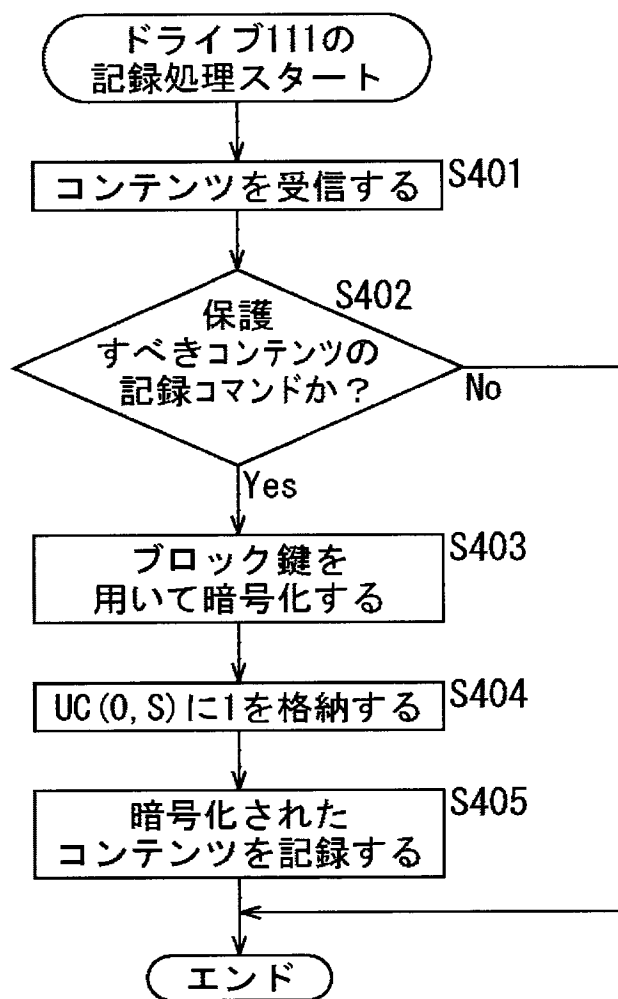 ドライブ111の
記録処理スタート
コンテンツを受信する
S401
S402
保護
すべきコンテンツの
記録コマンドか？
No
Yes
ブロック鍵を
用いて暗号化する
S403
UC(0,S)に1を格納する
S404
暗号化された
コンテンツを記録する
S405
エンド